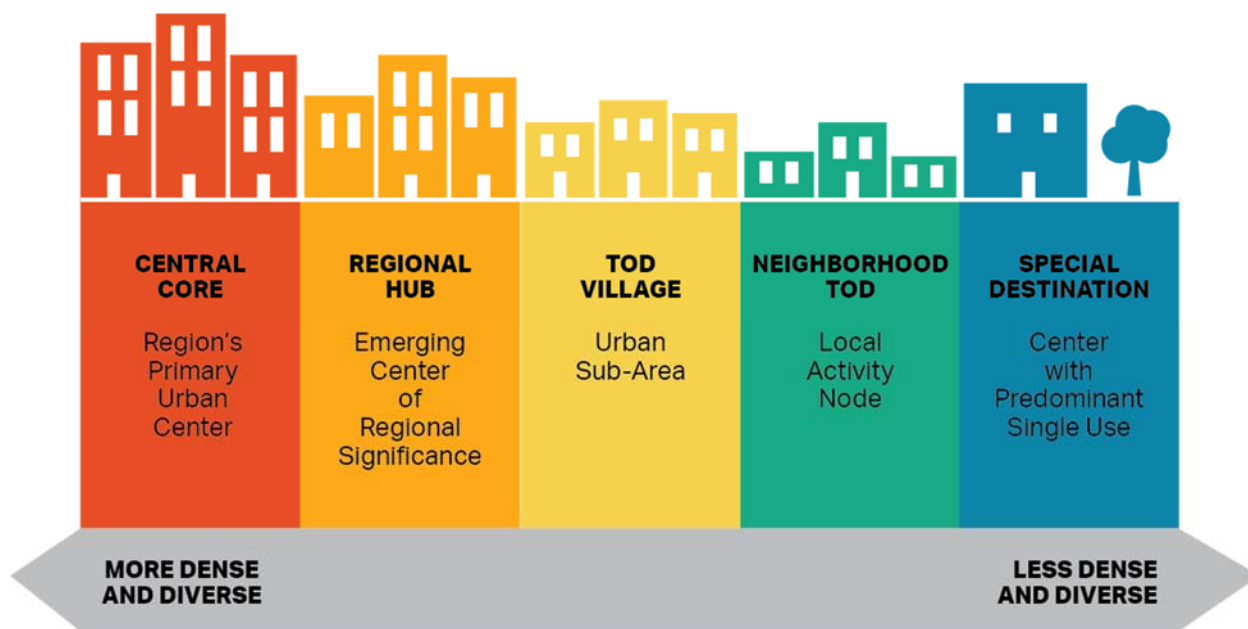 CENTRAL
CORE
Region's
Primary
Urban
Center
REGIONAL
HUB
Emerging
Center
of
Regional
Significance
TOD
VILLAGE
Urban
Sub-Area
NEIGHBORHOOD
TOD
Local
Activity
Node
SPECIAL
DESTINATION
Center
with
Predominant
Single Use
MORE DENSE
AND DIVERSE
LESS DENSE
AND DIVERSE